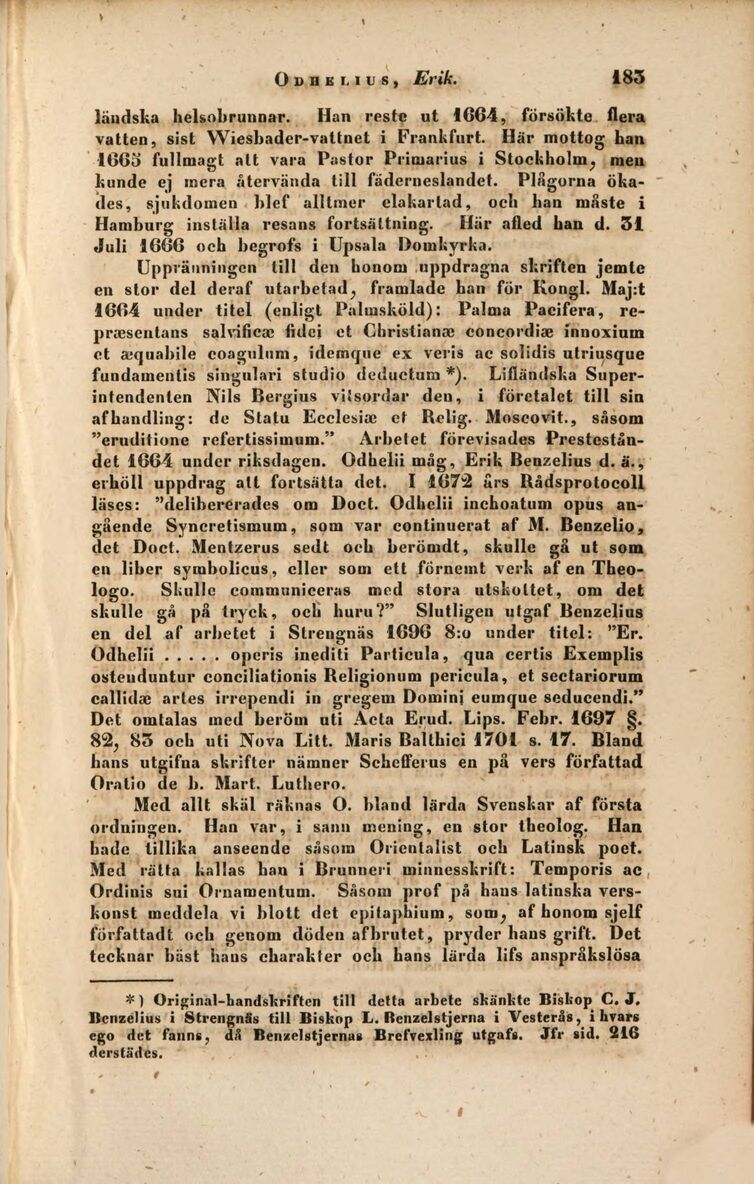 ODHELIUS, Erik. 183
ländska helsobrunnar. Han reste ut 1664, försökte flera
vatten, sist Wiesbader-vattnet i Frankfurt. Här mottog han
1665 fullmagt att vara Pastor Primarius i Stockholm, men
kunde ej mera återvända till fäderneslandet. Plågorna öka-
des, sjukdomen blef alltmer elakartad, och han måste i
Hamburg inställa resans fortsättning. Här afled han d. 31
Juli 1666 och begrofs i Upsala Domkyrka.
Uppränningen till den honom uppdragna skriften jemte
en stor del deraf utarbetad, framlade han för Kongl. Maj:t
1664 under titel (enligt Palmsköld): Palma Pacifera, re-
præsentans salvificæ fidei et Christianæ concordiæ innoxium
et æquabile coagulum, idemque ex veris ac solidis utriusque
fundamentis singulari studio deductum *). Lifländska Super-
intendenten Nils Bergius vitsordar den, i företalet till sin
afhandling: de Statu Ecclesiæ et Relig. Moscovit., såsom
"eruditione refertissimum." Arbetet förevisades Prestestån-
det 1664 under riksdagen. Odhelii måg, Erik Benzelius d. ä.,
erhöll uppdrag att fortsätta det. I 1672 års Rådsprotocoll
läses: "delibererades om Doct. Odhelii inchoatum opus an-
gående Syncretismum, som var continuerat af M. Benzelio,
det Doct. Mentzerus sedt och berömdt, skulle gå ut som
en liber symbolicus, eller som ett förnemt verk af en Theo-
logo. Skulle communiceras med stora utskottet, om det
skulle gå på tryck, och huru?" Slutligen utgaf Benzelius
en del af arbetet i Strengnäs 1696 8:o under titel: "Er.
Odhelii . . . . . operis inediti Particula, qua certis Exemplis
ostenduntur conciliationis Religionum pericula, et sectariorum
callidæ artes irrependi in gregem Domini eumque seducendi."
Det omtalas med beröm uti Acta Erud. Lips. Febr. 1697 §.
82, 83 och uti Nova Litt. Maris Balthici 1701 s. 17. Bland
hans utgifna skrifter nämner Schefferus en på vers författad
Oratio de b. Mart. Luthero.
Med allt skäl räknas O. bland lärda Svenskar af första
ordningen. Han var, i sann mening, en stor theolog. Han
hade tillika anseende såsom Orientalist och Latinsk poet.
Med rätta kallas han i Brunneri minnesskrift: Temporis ac
Ordinis sui Ornamentum. Såsom prof på hans latinska vers-
konst meddela vi blott det epitaphium, som, af honom sjelf
författadt och genom döden afbrutet, pryder hans grift. Det
tecknar bäst hans charakter och hans lärda lifs anspråkslösa
*) Original-handskriften till detta arbete skänkte Biskop C. J.
Benzelius i Strengnäs till Biskop L. Benzelstjerna i Vesterås, i hvars
ego det fanns, då Benzelstjernas Brefvexling utgafs. Jfr sid. 216
derstädes.